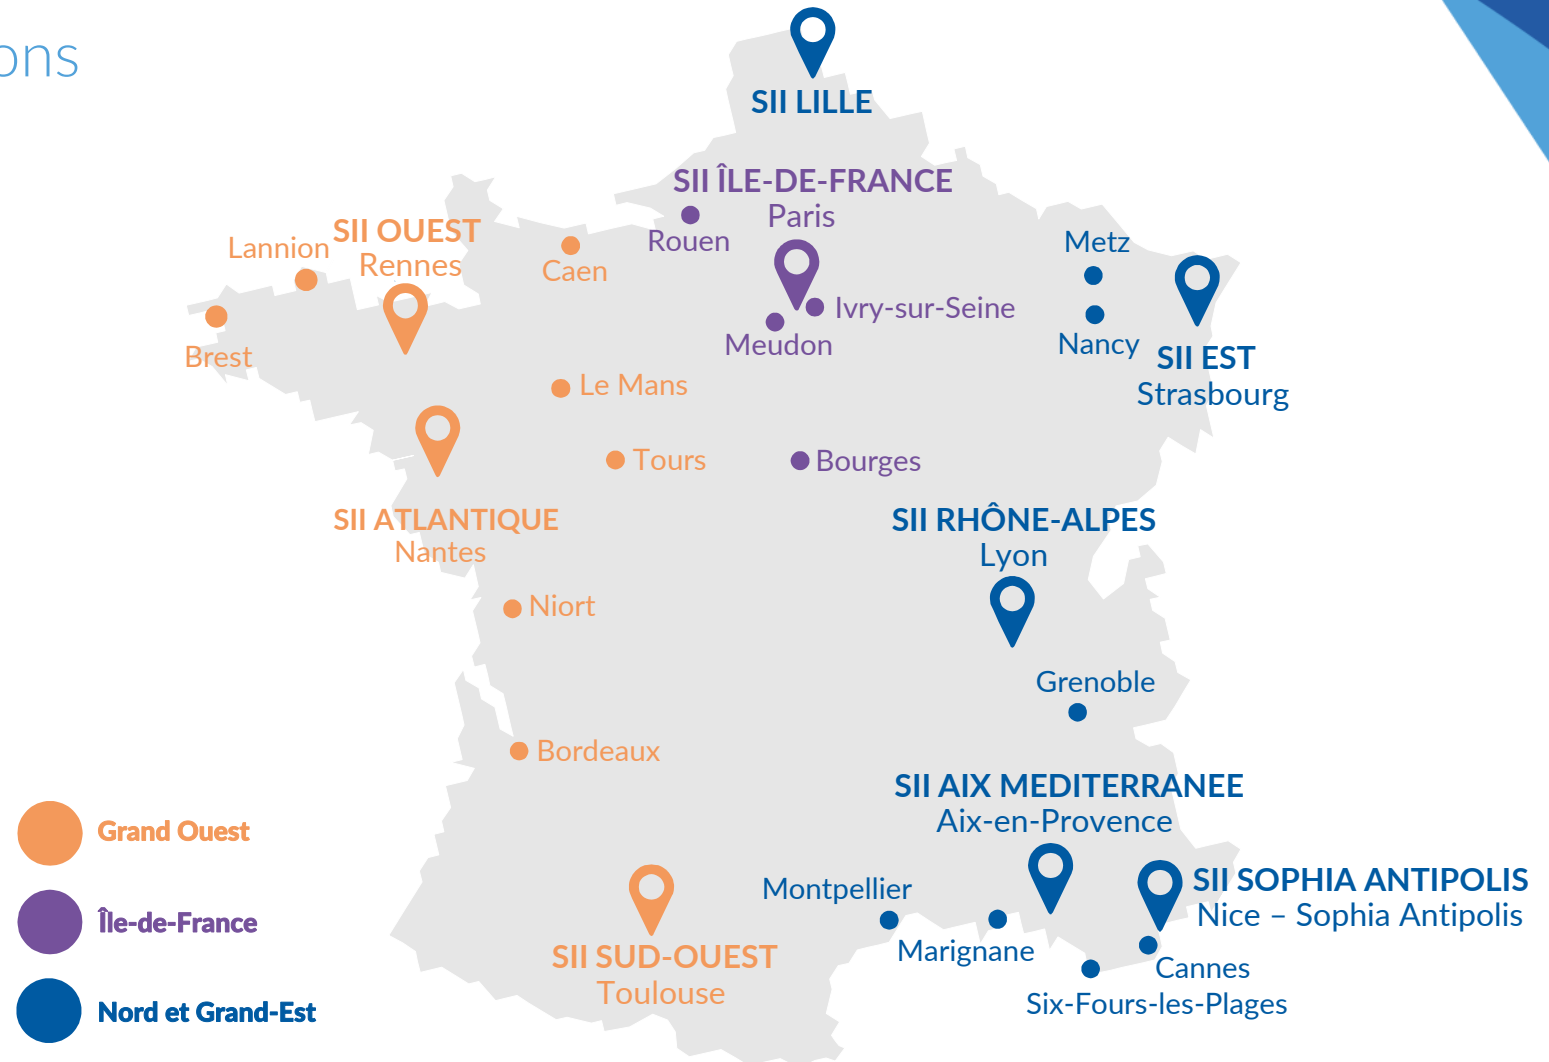 ons
SII LILLE
SII ÎLE-DE-FRANCE
Paris
Rouen
SII OUEST
Rennes
Lannion
Caen
Metz
Ivry-sur-Seine
Meudon
Nancy
Brest
SII EST
Strasbourg
Le Mans
Tours
Bourges
SII ATLANTIQUE
Nantes
SII RHÔNE-ALPES
Lyon
Niort
Grenoble
Bordeaux
SII AIX MEDITERRANEE
Aix-en-Provence
Grand Ouest
Île-de-France
Nord et Grand-Est
Montpellier
SII SOPHIA ANTIPOLIS
Nice – Sophia Antipolis
Marignane
SII SUD-OUEST
Toulouse
Cannes
Six-Fours-les-Plages